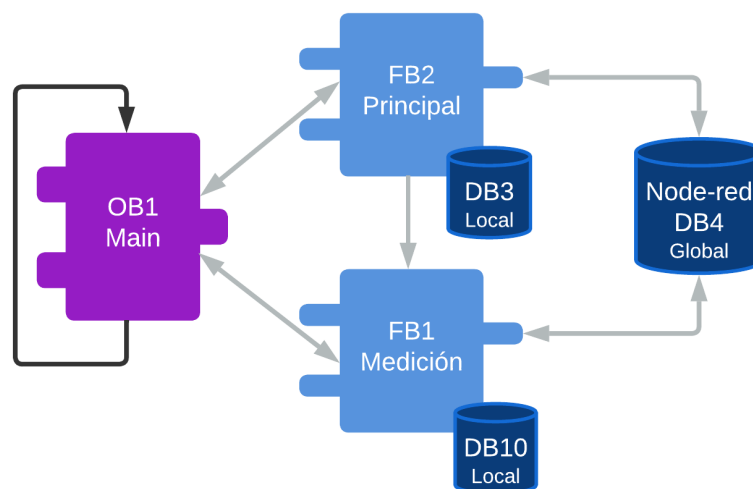 FB2
Principal
OB1
Main
DB3
Local
Node-red
DB4
Global
FB1
Medición
DB10
Local